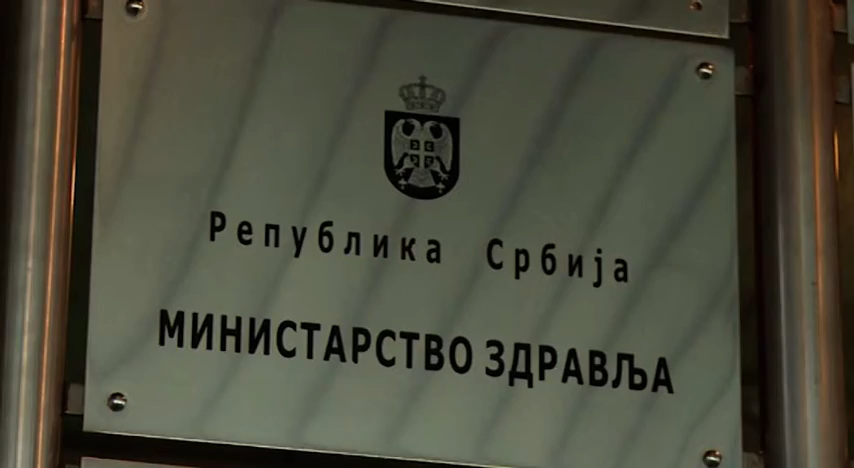 Република Србија
МИНИСТАРСТВО ЗДРАВЉА